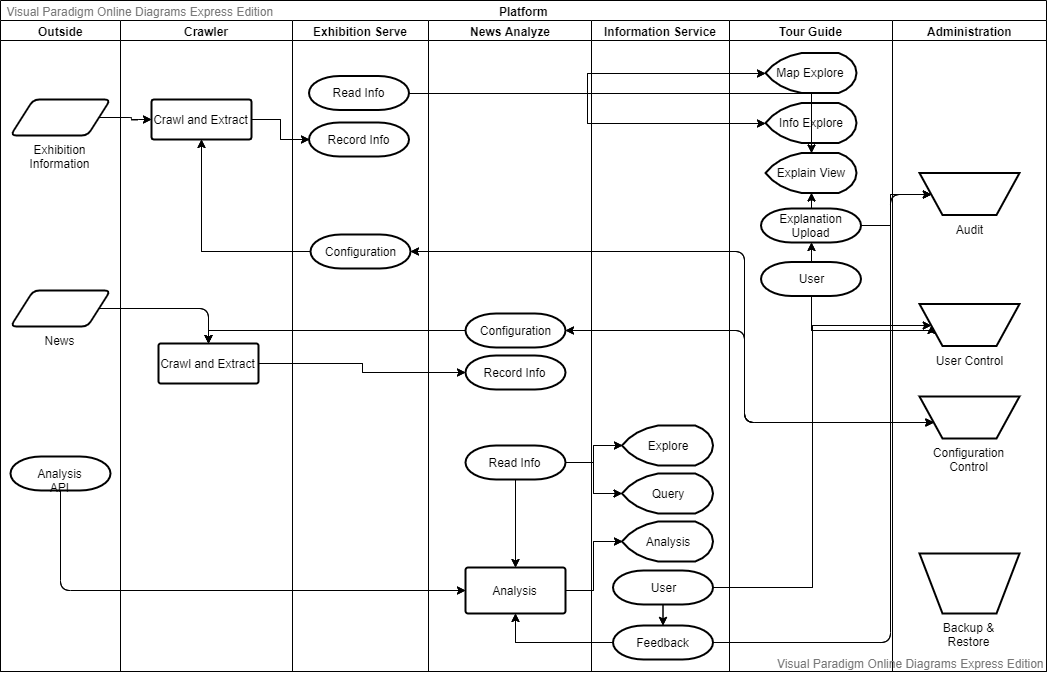 Visual Paradigm Online Diagrams Express Edition
Platform
Outside
Crawler
Exhibition Serve
News Analyze
Information Service
Tour Guide
Administration
Exhibition
Information
Crawl and Extract
Read Info
Record Info
Configuration
Map Explore
Info Explore
Explain View
Explanation
Upload
User
Audit
News
Crawl and Extract
Configuration
Record Info
User Control
Configuration
Control
Analysis
API
Read Info
Analysis
Explore
Query
Analysis
User
Feedback
Backup &
Restore
Visual Paradigm Online Diagrams Express Edition